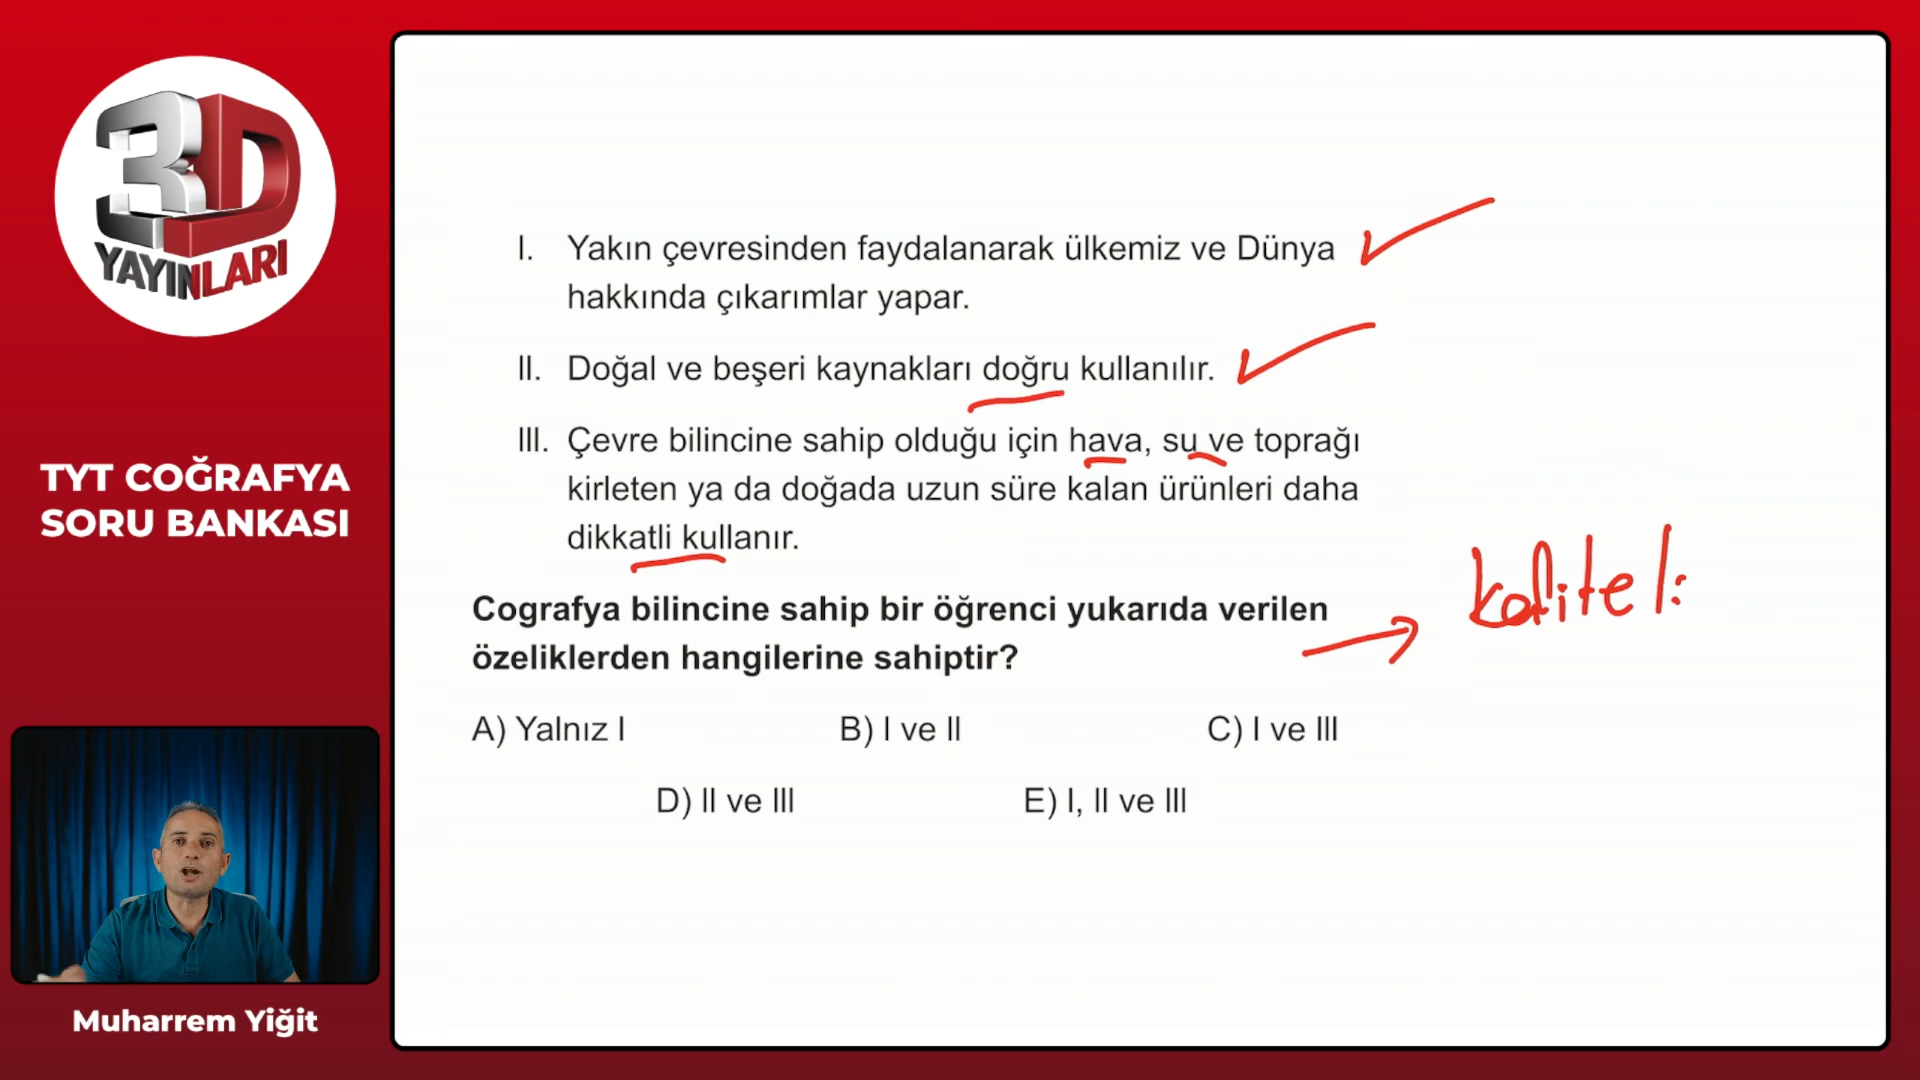 3D
YAYINLARI
TYT COĞRAFYA
SORU BANKASI
Muharrem Yiğit
I. Yakın çevresinden faydalanarak ülkemiz ve Dünya
hakkında çıkarımlar yapar.
II. Doğal ve beşeri kaynakları doğru kullanılır.
III. Çevre bilincine sahip olduğu için hava, su ve toprağı
kirleten ya da doğada uzun süre kalan ürünleri daha
dikkatli kullanır.
Cografya bilincine sahip bir öğrenci yukarıda verilen
özeliklerden hangilerine sahiptir?
kaliteli
A) Yalnız I B) I ve II C) I ve III
D) II ve III E) I, II ve III